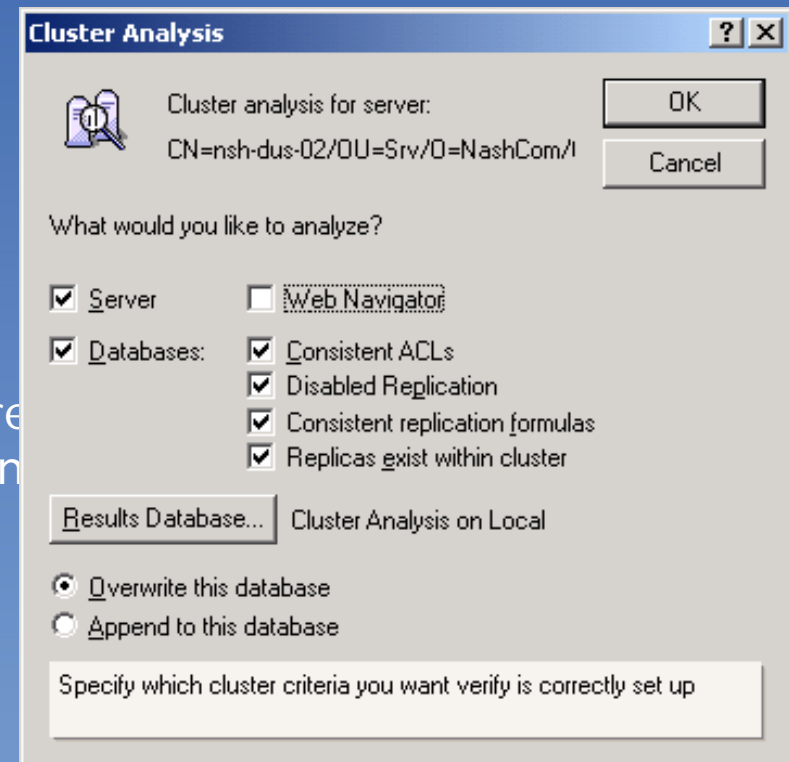 Cluster Analysis
Cluster analysis for server:
CN=nsh-dus-02/OU=Srv/O=NashCom/
OK
Cancel
What would you like to analyze?
Server
Web Navigator
Databases:
Consistent ACLs
Disabled Replication
Consistent replication formulas
Replicas exist within cluster
Results Database...
Cluster Analysis on Local
Overwrite this database
Append to this database
Specify which cluster criteria you want verify is correctly set up